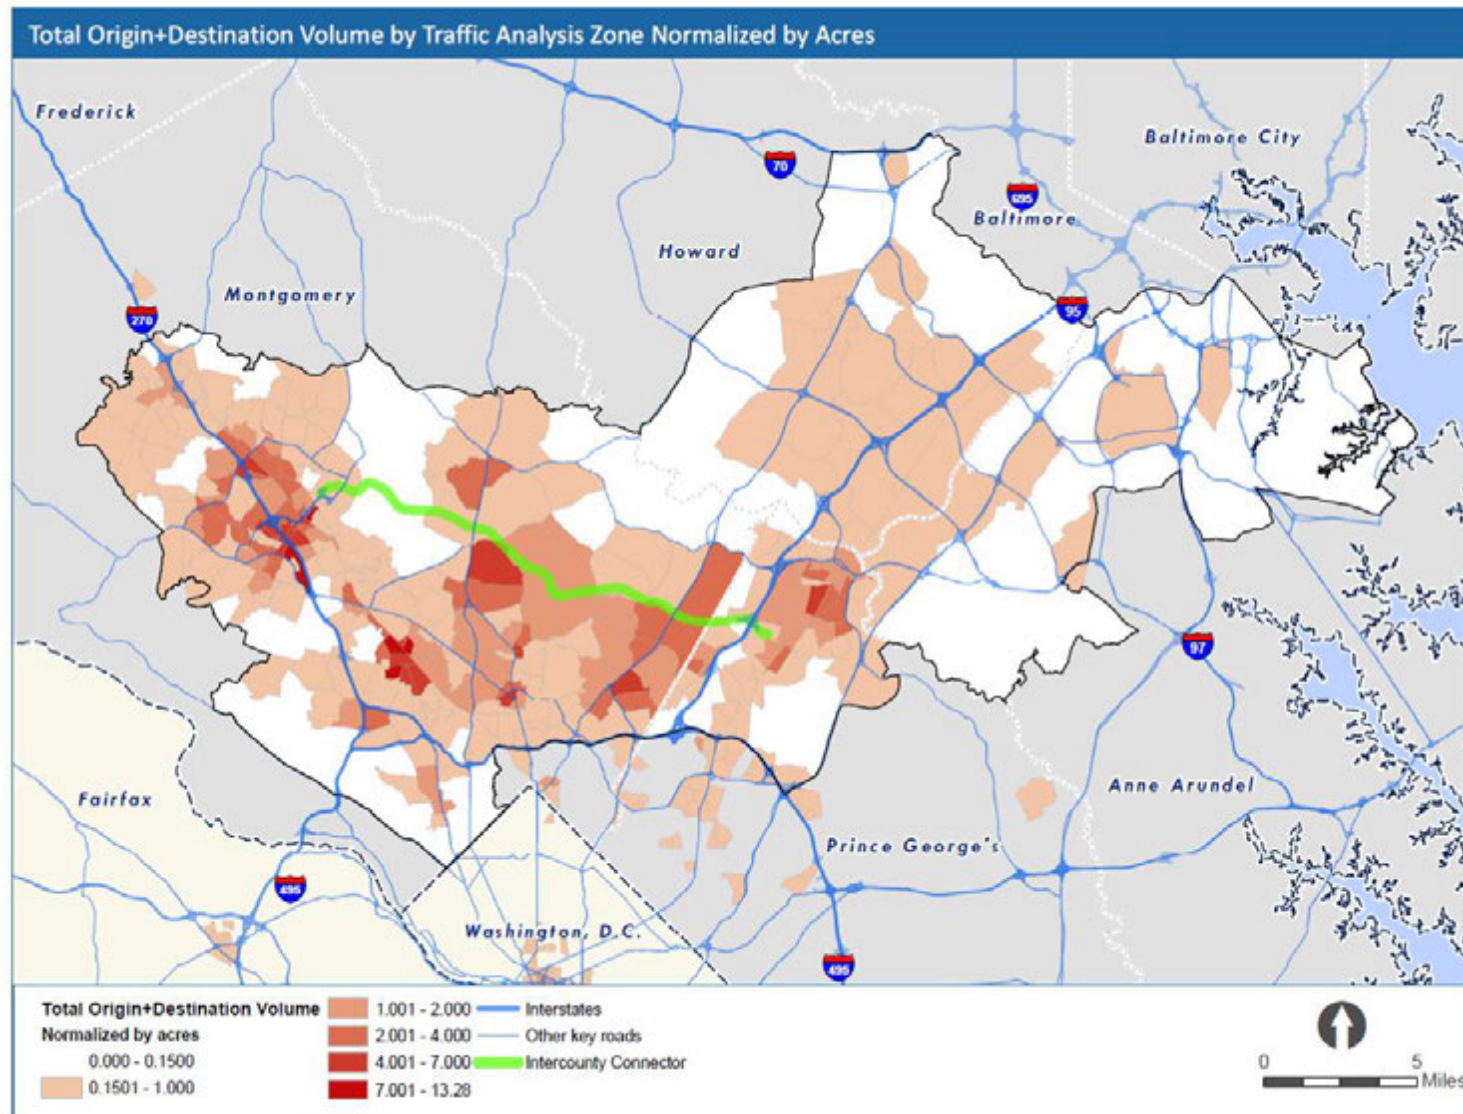 Total Origin+Destination Volume by Traffic Analysis Zone Normalized by Acres
Frederick
Baltimore City
70
695
Baltimore
Howard
Montgomery
270
95
97
Anne Arundel
Fairfax
Prince George's
495
Washington, D.C.
495
Total Origin+Destination Volume
Normalized by acres
0.000 - 0.1500
0.1501 - 1.000
1.001 - 2.000
2.001 - 4.000
4.001 - 7.000
7.001 - 13.28
Interstates
Other key roads
Intercounty Connector
0 5
Miles